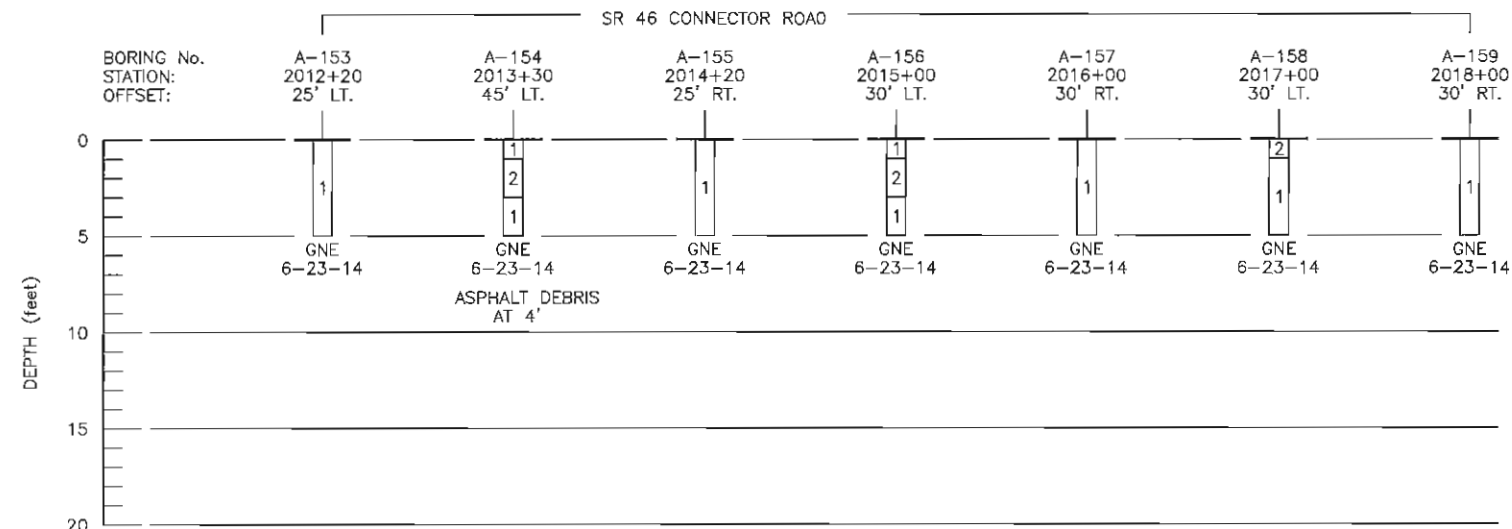 SR 46 CONNECTOR ROAD
BORING No. A-153 A-154 A-155 A-156 A-157 A-158 A-159
STATION: 2012+20 2013+30 2014+20 2015+00 2016+00 2017+00 2018+00
OFFSET: 25' LT. 45' LT. 25' RT. 30' LT. 30' RT. 30' LT. 30' RT.
0
1 1 2
1 2 1 2 1 1 1
1 1
5
GNE GNE GNE GNE GNE GNE GNE
6-23-14 6-23-14 6-23-14 6-23-14 6-23-14 6-23-14 6-23-14
ASPHALT DEBRIS
AT 4'
10
DEPTH (feet)
15
20